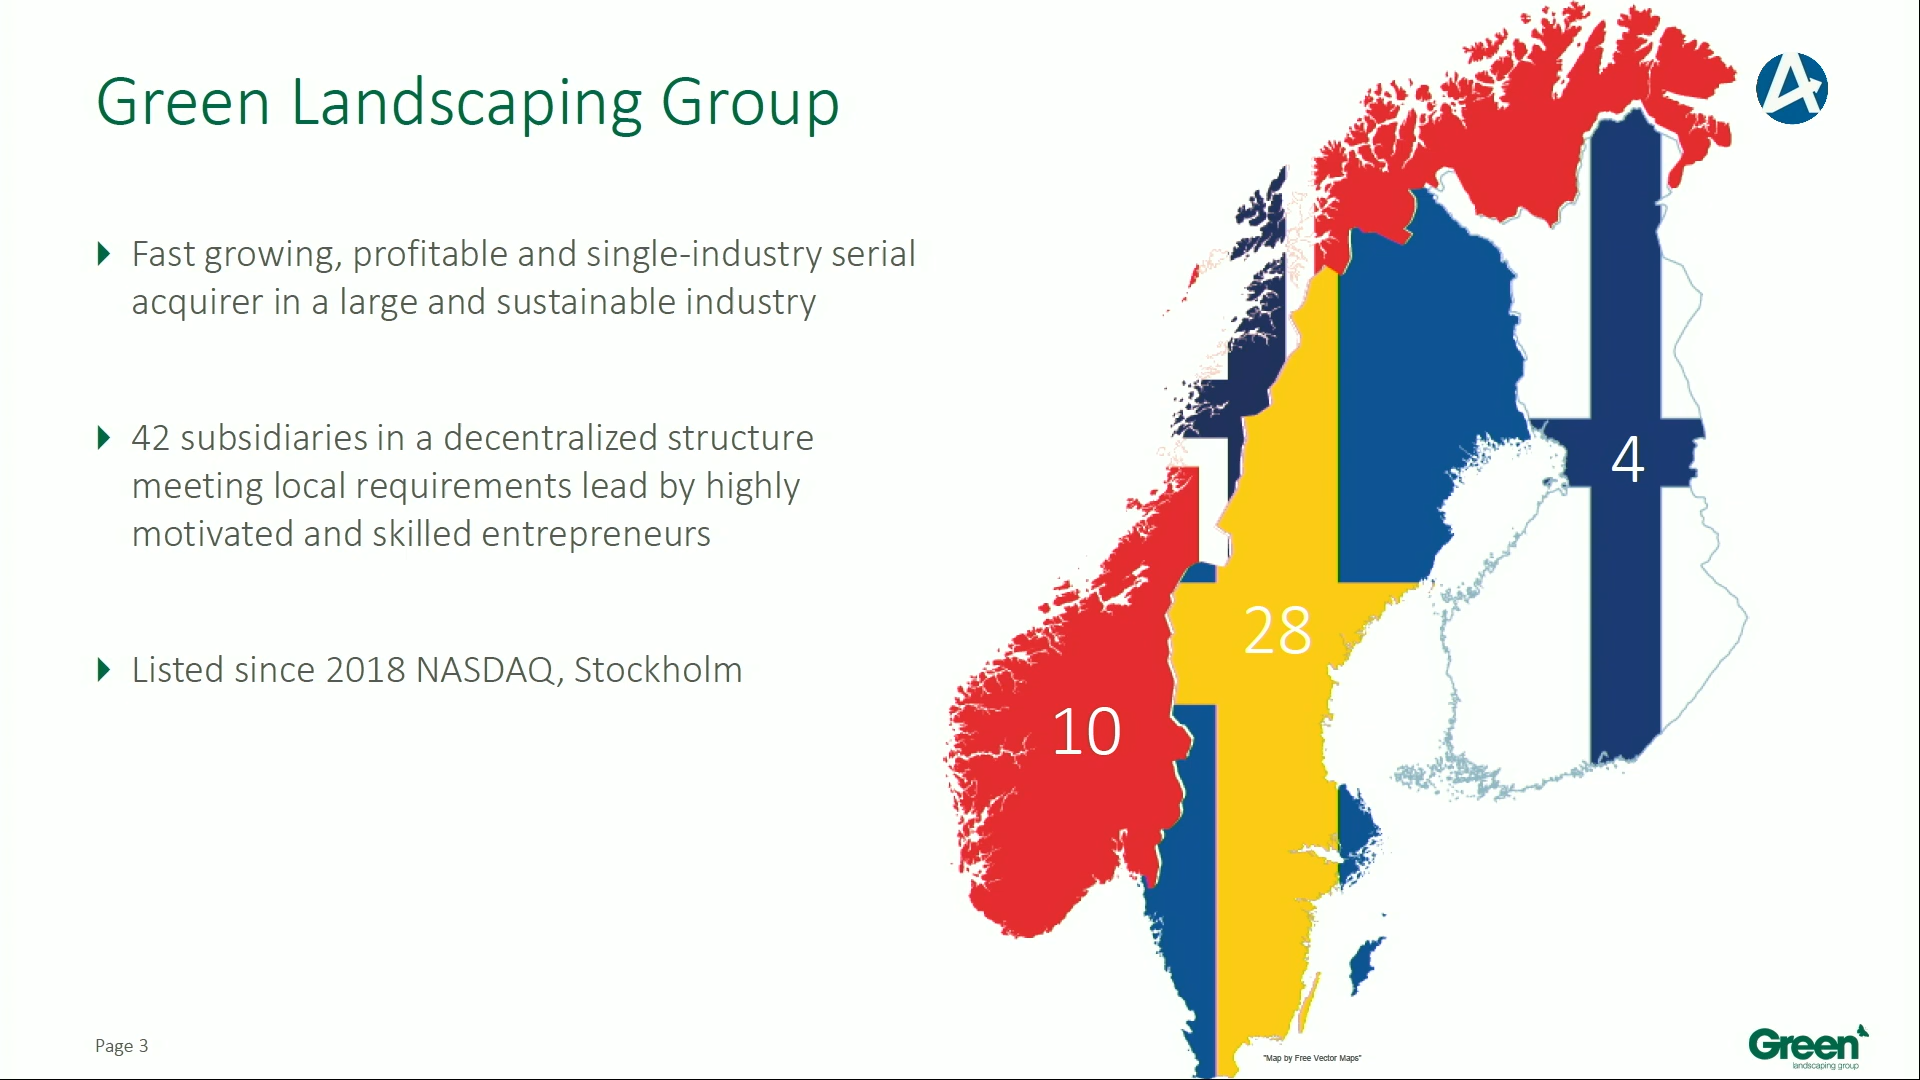 Green Landscaping Group
Fast growing, profitable and single-industry serial
acquirer in a large and sustainable industry
42 subsidiaries in a decentralized structure
meeting local requirements lead by highly
motivated and skilled entrepreneurs
Listed since 2018 NASDAQ, Stockholm
4
28
10
"Map by Free Vector Maps"
Page 3
Green
landscaping group